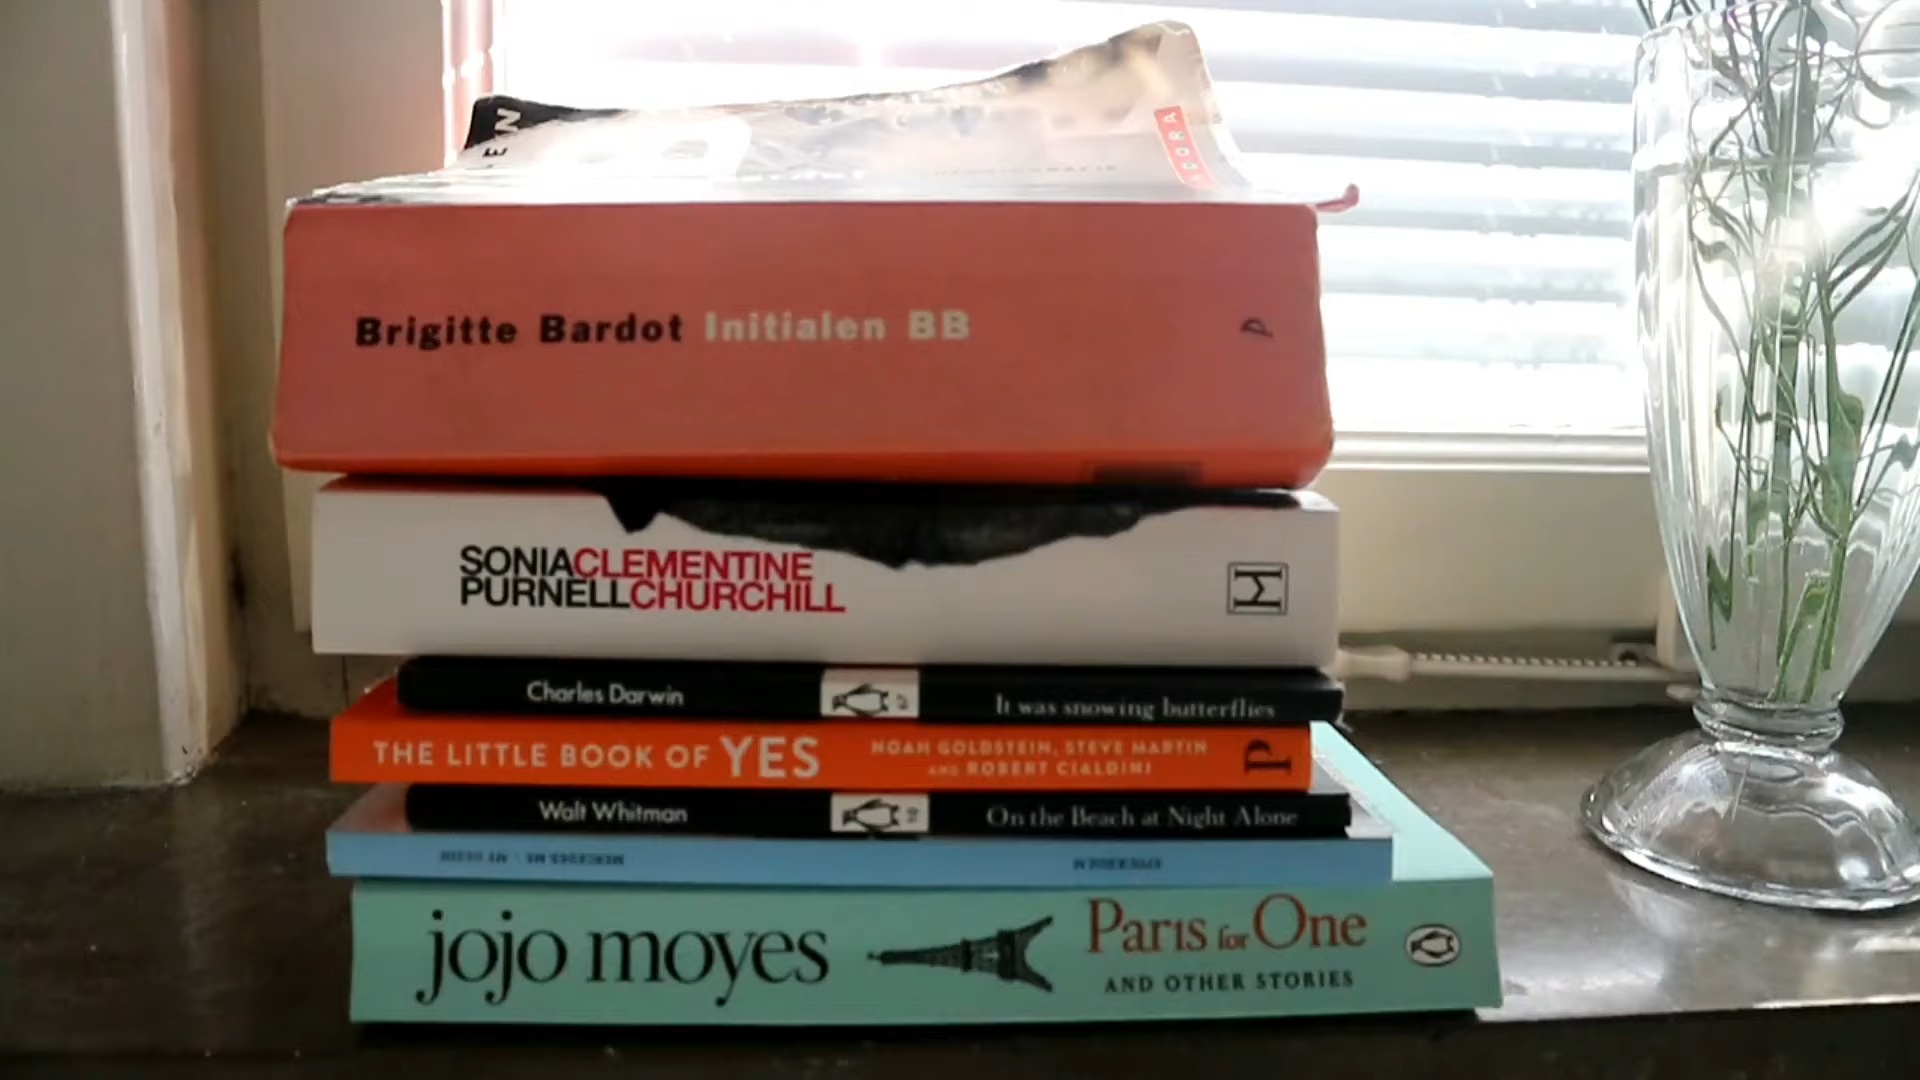 Brigitte Bardot Initialen BB
SONIA CLEMENTINE
PURNELL CHURCHILL
Charles Darwin It was snowing butterflies
THE LITTLE BOOK OF YES NOAH GOLDSTEIN, STEVE MARTIN
AND ROBERT CIALDINI P
Walt Whitman On the Beach at Night Alone
jojo moyes Paris for One
AND OTHER STORIES